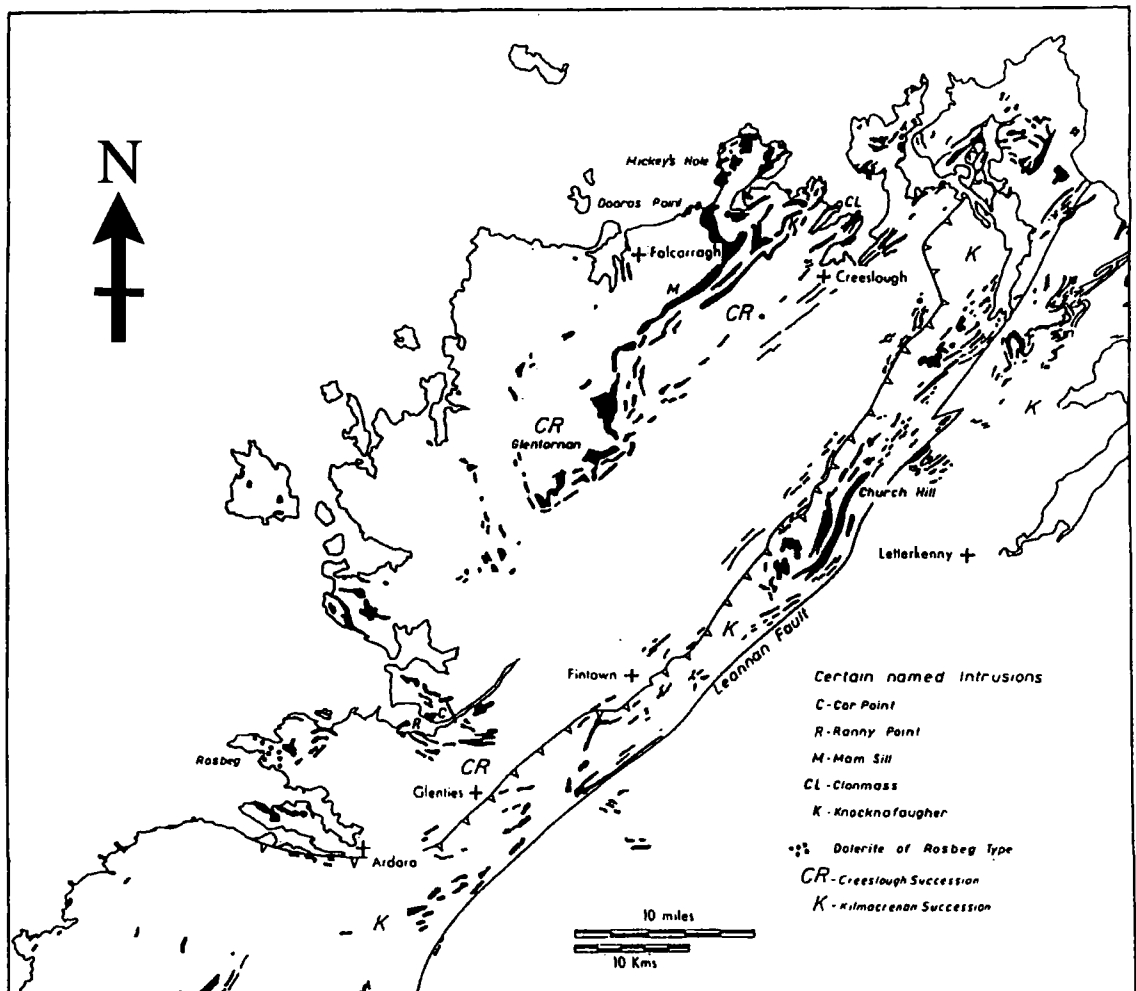 N
Mickey's Hole
Dooros Point
Falcarragh
CL
Creeslough
K
M
CR
CR
Glentornan
K
Church Hill
Letterkenny
K
Leannan Fault
Fintown
C
R
Rosbeg
CR
Glenties
Ardara
K
Certain named Intrusions
C - Cor Point
R - Ranny Point
M - Mam Sill
CL - Clonmass
K - Knocknafaugher
Dolerite of Rosbeg Type
CR - Creeslough Succession
K - Kilmacrenan Succession
10 miles
10 Kms